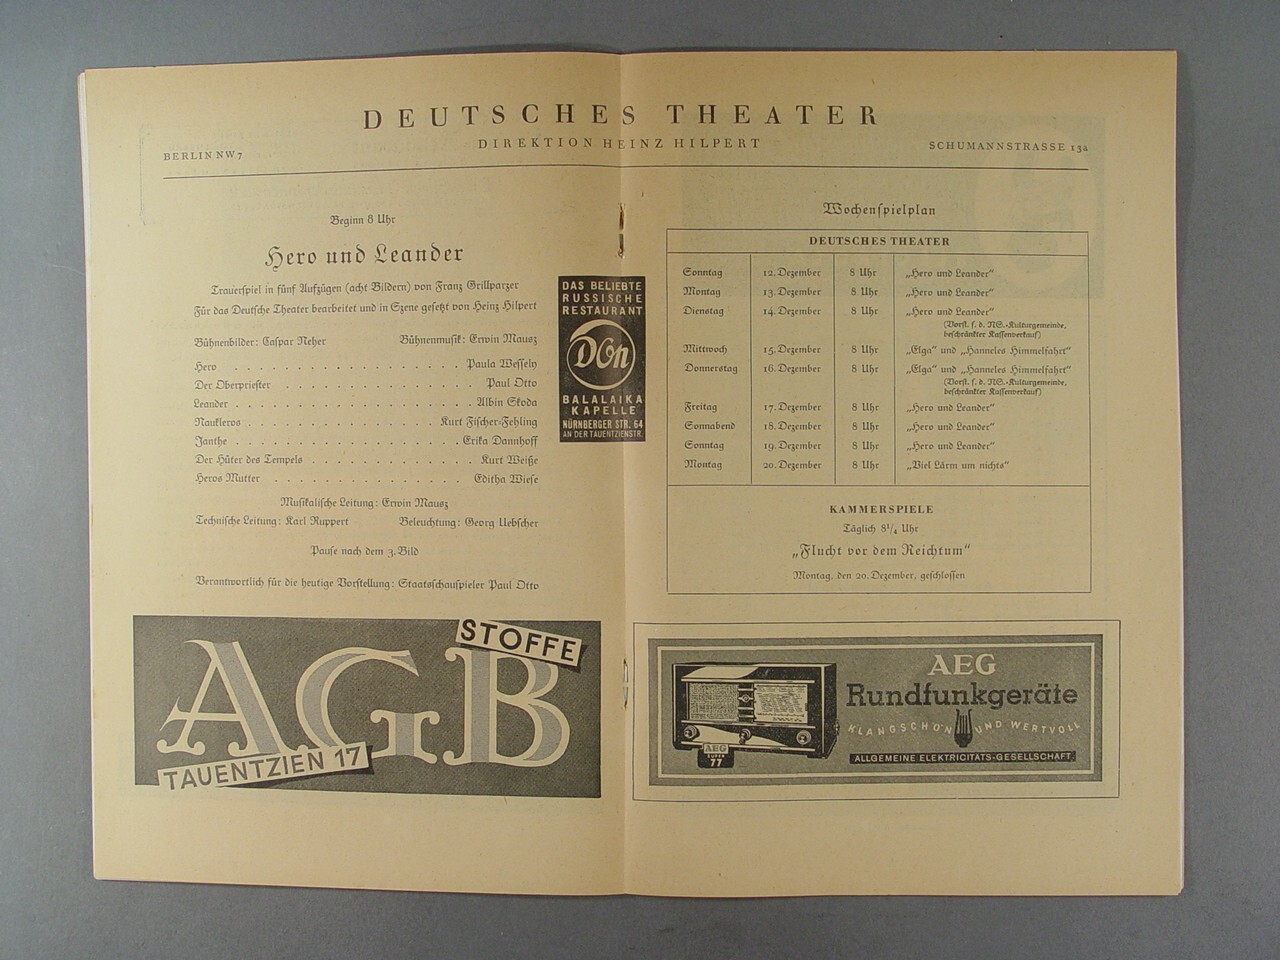 DEUTSCHES THEATER
DIREKTION HEINZ HILPERT
BERLIN NW7
SCHUMANNSTRASSE 13a
Beginn 8 Uhr
Hero und Leander
Trauerspiel in fünf Aufzügen (acht Bildern) von Franz Grillparzer
Für das Deutsche Theater bearbeitet und in Szene gesetzt von Heinz Hilpert
Bühnenbilder: Caspar Neher Bühnenmusik: Erwin Mausz
Hero . . . . . . . . . . . . . . . . . . . . Paula Wessely
Der Oberpriester . . . . . . . . . . . . . . . . Paul Otto
Leander . . . . . . . . . . . . . . . . . . . Albin Skoda
Naukleros . . . . . . . . . . . . . . . . Kurt Fischer-Fehling
Janthe . . . . . . . . . . . . . . . . . . Erika Dannhoff
Der Hüter des Tempels . . . . . . . . . . . . . Kurt Weiße
Heros Mutter . . . . . . . . . . . . . . . . Editha Wiese
Musikalische Leitung: Erwin Mausz
Technische Leitung: Karl Ruppert Beleuchtung: Georg Uebscher
Pause nach dem 3. Bild
Verantwortlich für die heutige Vorstellung: Staatsschauspieler Paul Otto
DAS BELIEBTE
RUSSISCHE
RESTAURANT
DON
BALALAIKA
KAPELLE
NÜRNBERGER STR. 64
AN DER TAUENTZIENSTR.
STOFFE
AGB
TAUENTZIEN 17
Wochenspielplan
DEUTSCHES THEATER
Sonntag 12. Dezember 8 Uhr „Hero und Leander“
Montag 13. Dezember 8 Uhr „Hero und Leander“
Dienstag 14. Dezember 8 Uhr „Hero und Leander“
(Vorst. f. d. NS.-Kulturgemeinde,
beschränkter Kassenverkauf)
Mittwoch 15. Dezember 8 Uhr „Elga“ und „Hanneles Himmelfahrt“
Donnerstag 16. Dezember 8 Uhr „Elga“ und „Hanneles Himmelfahrt“
(Vorst. f. d. NS.-Kulturgemeinde,
beschränkter Kassenverkauf)
Freitag 17. Dezember 8 Uhr „Hero und Leander“
Sonnabend 18. Dezember 8 Uhr „Hero und Leander“
Sonntag 19. Dezember 8 Uhr „Hero und Leander“
Montag 20. Dezember 8 Uhr „Viel Lärm um nichts“
KAMMERSPIELE
Täglich 8¼ Uhr
„Flucht vor dem Reichtum“
Montag, den 20. Dezember, geschlossen
AEG
Rundfunkgeräte
KLANGSCHÖN UND WERTVOLL
ALLGEMEINE ELEKTRICITÄTS-GESELLSCHAFT
AEG
SUPER
77